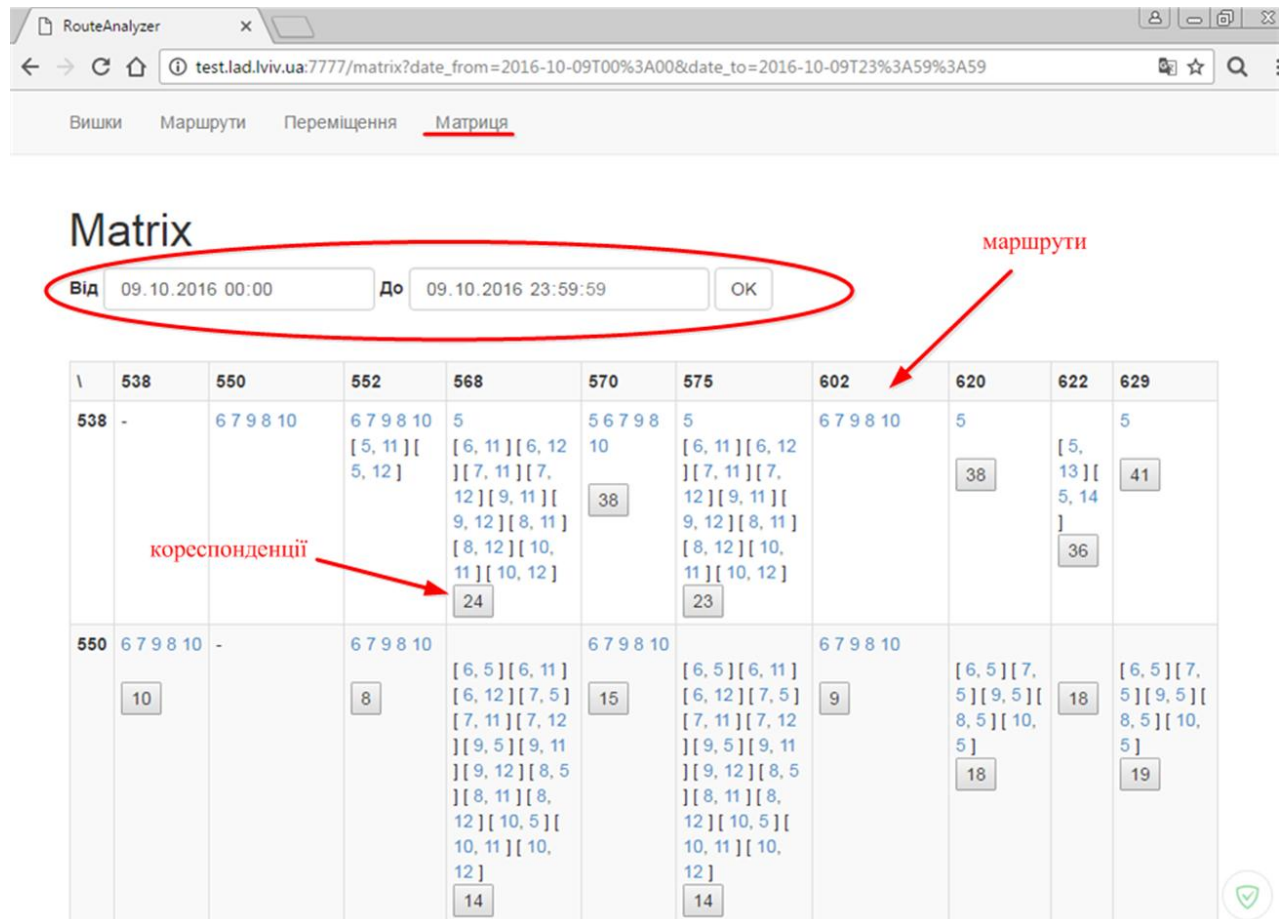 RouteAnalyzer
test.lad.lviv.ua:7777/matrix?date_from=2016-10-09T00%3A00&date_to=2016-10-09T23%3A59%3A59
Вишки Маршрути Переміщення Матриця
Matrix
маршрути
Від 09.10.2016 00:00 До 09.10.2016 23:59:59 OK
\ 538 550 552 568 570 575 602 620 622 629
538 - 6 7 9 8 10 6 7 9 8 10 5 5 6 7 9 8 5 6 7 9 8 10 5 5
[ 5, 11 ][ [ 6, 11 ][ 6, 12 10 [ 6, 11 ][ 6, 12 [ 5,
5, 12 ] ][ 7, 11 ][ 7, ][ 7, 11 ][ 7, 38 13 ][ 41
12 ][ 9, 11 ][ 38 12 ][ 9, 11 ][ 5, 14
9, 12 ][ 8, 11 ] 9, 12 ][ 8, 11 ] ]
кореспонденції [ 8, 12 ][ 10, [ 8, 12 ][ 10, 36
11 ][ 10, 12 ] 11 ][ 10, 12 ]
24 23
550 6 7 9 8 10 - 6 7 9 8 10 6 7 9 8 10 6 7 9 8 10
[ 6, 5 ][ 6, 11 ] [ 6, 5 ][ 6, 11 ] [ 6, 5 ][ 7, [ 6, 5 ][ 7,
10 8 [ 6, 12 ][ 7, 5 ] 15 [ 6, 12 ][ 7, 5 ] 9 5 ][ 9, 5 ][ 18 5 ][ 9, 5 ][
[ 7, 11 ][ 7, 12 [ 7, 11 ][ 7, 12 8, 5 ][ 10, 8, 5 ][ 10,
][ 9, 5 ][ 9, 11 ][ 9, 5 ][ 9, 11 5 ] 5 ]
][ 9, 12 ][ 8, 5 ][ 9, 12 ][ 8, 5 18 19
][ 8, 11 ][ 8, ][ 8, 11 ][ 8,
12 ][ 10, 5 ][ 12 ][ 10, 5 ][
10, 11 ][ 10, 10, 11 ][ 10,
12 ] 12 ]
14 14